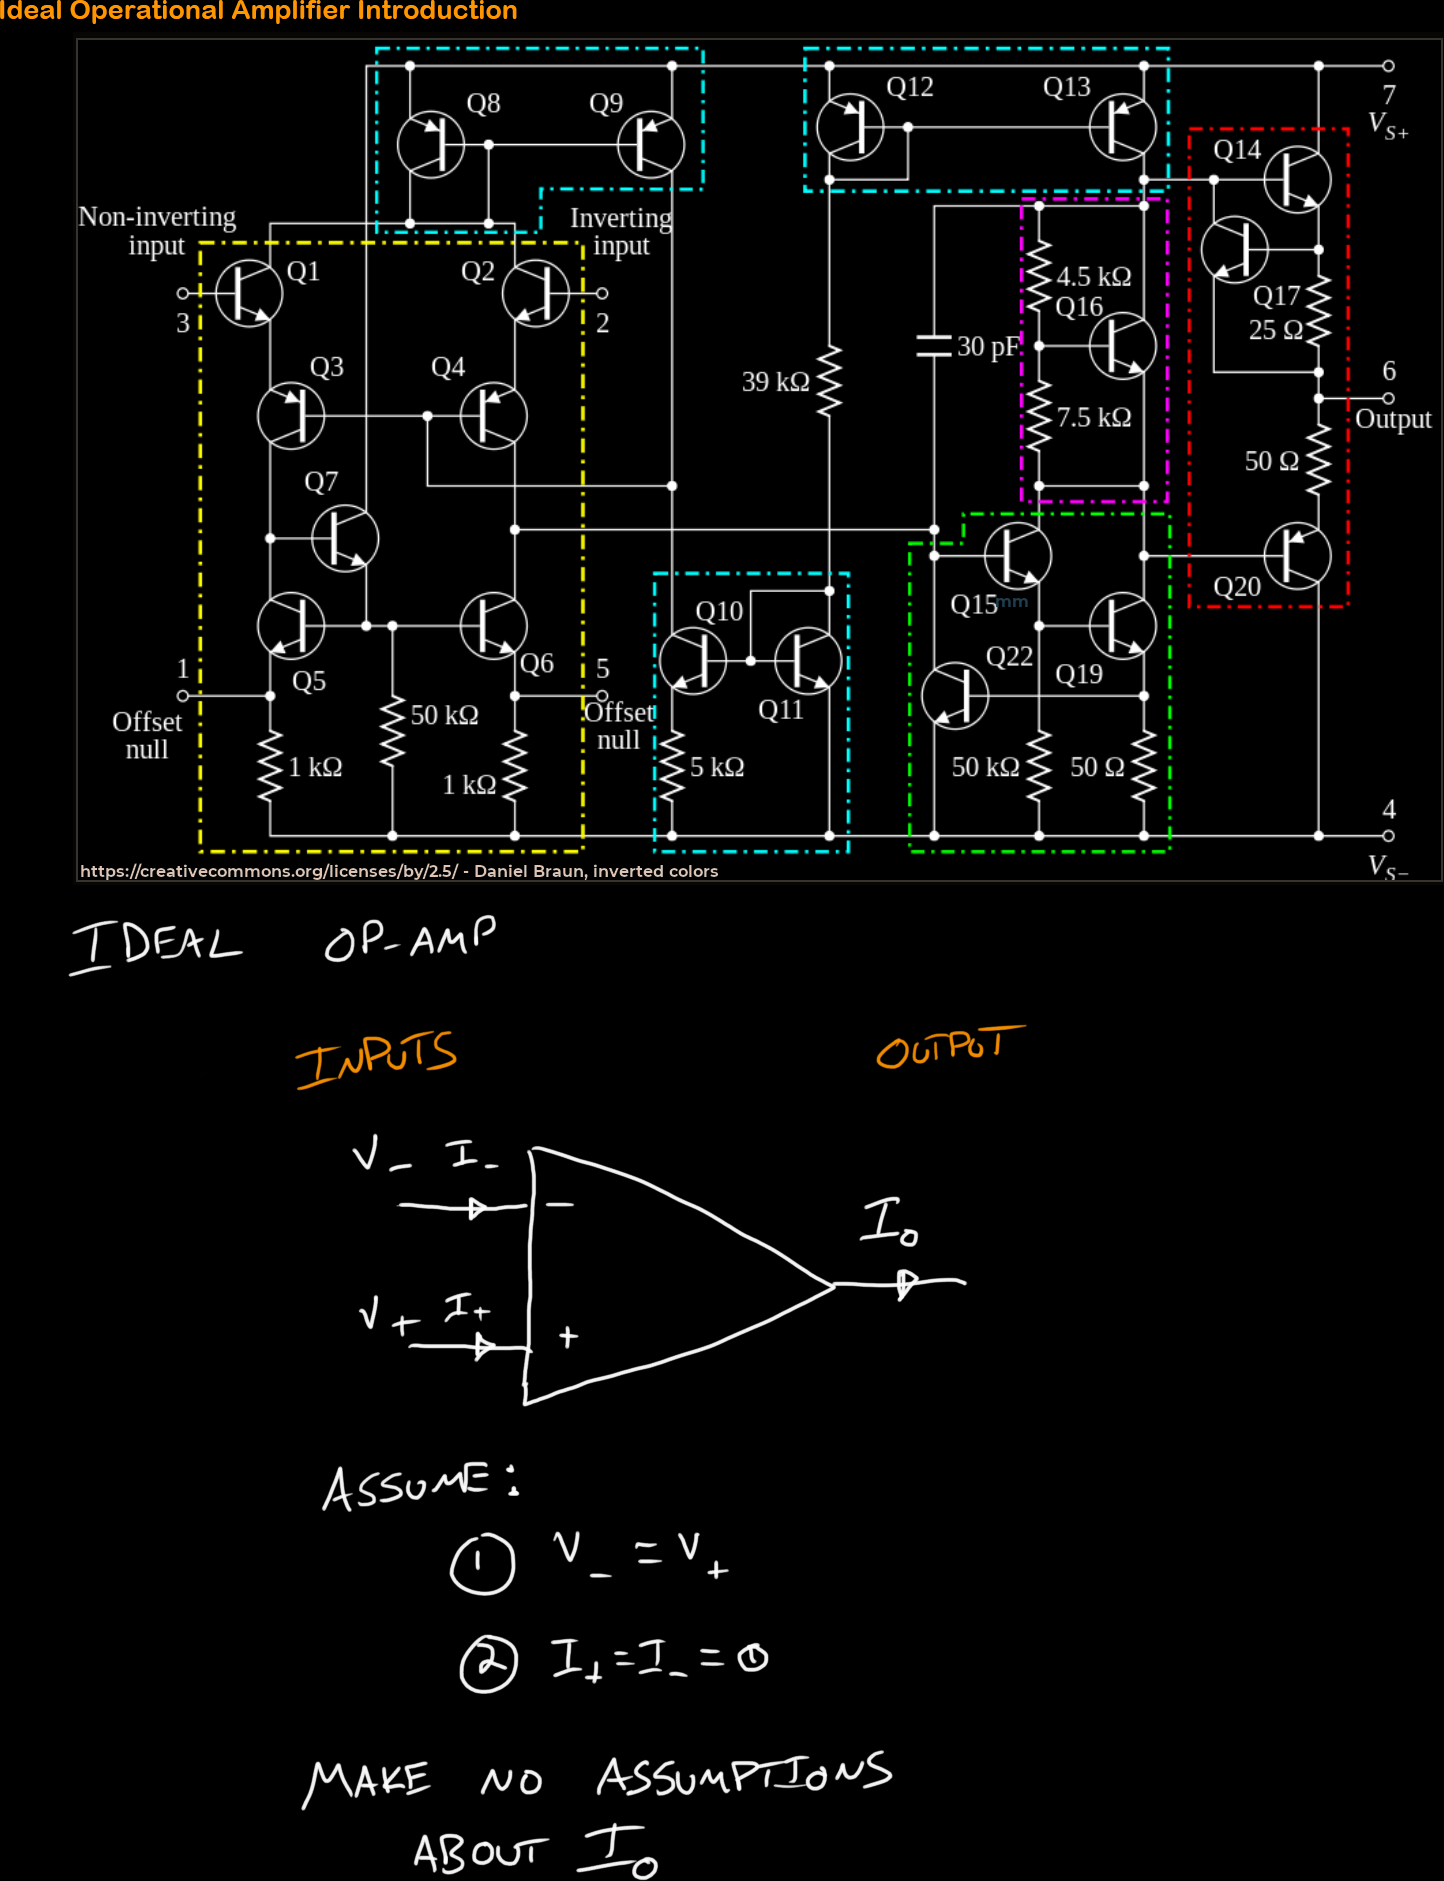 Ideal Operational Amplifier Introduction
Q8
Q9
Q12
Q13
7
V_S+
Q14
Non-inverting
input
Inverting
input
Q1
Q2
3
2
Q3
Q4
4.5 kΩ
Q16
30 pF
Q17
25 Ω
39 kΩ
7.5 kΩ
6
Output
50 Ω
Q7
Q10
Q15
mm
Q20
1
Q5
Q6
5
Q22
Q19
Offset
null
50 kΩ
Offset
null
Q11
1 kΩ
1 kΩ
5 kΩ
50 kΩ
50 Ω
4
V_S−
https://creativecommons.org/licenses/by/2.5/ - Daniel Braun, inverted colors
IDEAL OP-AMP
INPUTS OUTPUT
V_- I_-
−
I_o
V_+ I_+
+
ASSUME:
① V_- = V_+
② I_+ = I_- = 0
MAKE NO ASSUMPTIONS
ABOUT I_o